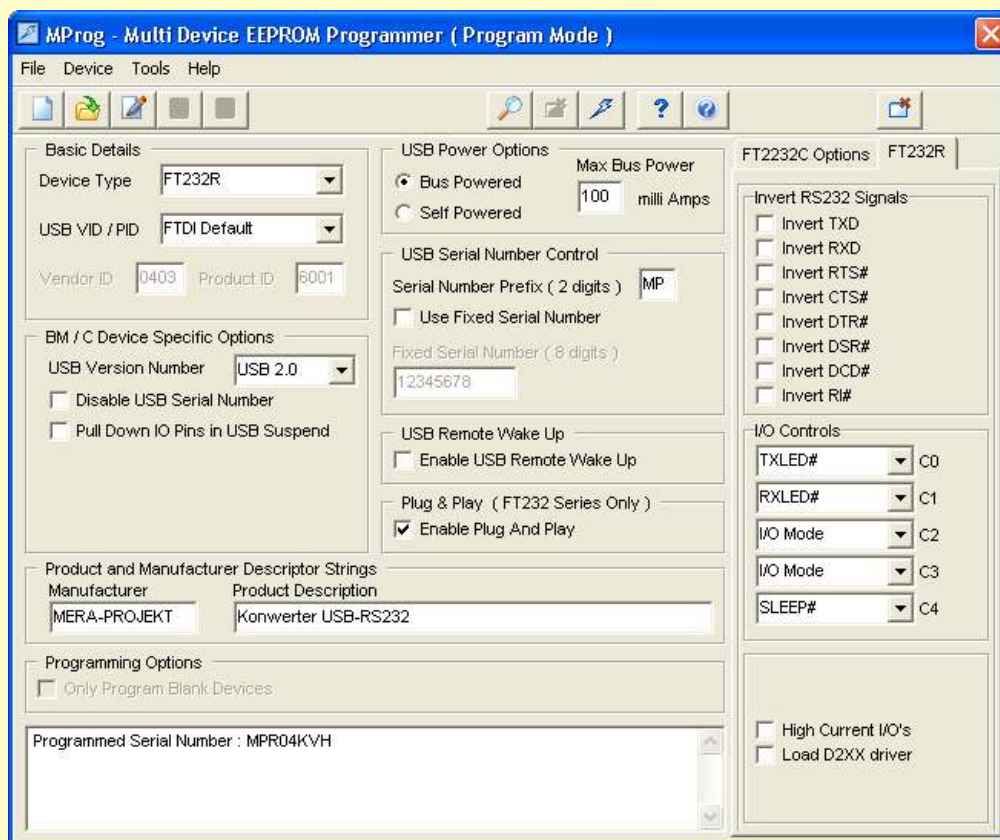 MProg - Multi Device EEPROM Programmer ( Program Mode )
File Device Tools Help
Basic Details
Device Type FT232R
USB VID / PID FTDI Default
Vendor ID 0403 Product ID 6001
BM / C Device Specific Options
USB Version Number USB 2.0
Disable USB Serial Number
Pull Down IO Pins in USB Suspend
USB Power Options
Bus Powered
Self Powered
Max Bus Power
100 milli Amps
USB Serial Number Control
Serial Number Prefix ( 2 digits ) MP
Use Fixed Serial Number
Fixed Serial Number ( 8 digits )
12345678
USB Remote Wake Up
Enable USB Remote Wake Up
Plug & Play ( FT232 Series Only )
Enable Plug And Play
Product and Manufacturer Descriptor Strings
Manufacturer Product Description
MERA-PROJEKT Konwerter USB-RS232
Programming Options
Only Program Blank Devices
Programmed Serial Number : MPR04KVH
FT2232C Options FT232R
Invert RS232 Signals
Invert TXD
Invert RXD
Invert RTS#
Invert CTS#
Invert DTR#
Invert DSR#
Invert DCD#
Invert RI#
I/O Controls
TXLED# C0
RXLED# C1
I/O Mode C2
I/O Mode C3
SLEEP# C4
High Current I/O's
Load D2XX driver